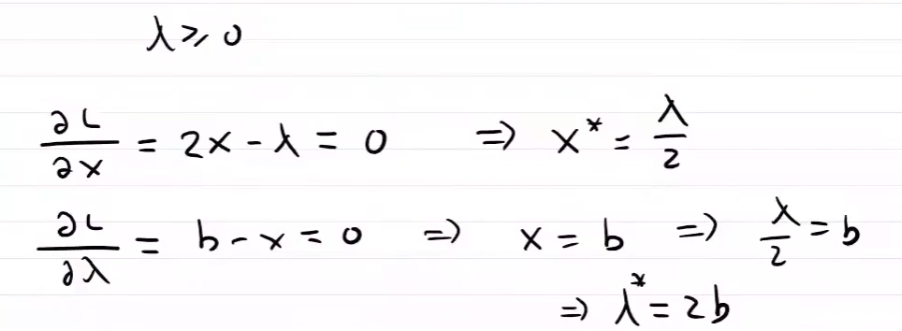 λ ≥ 0
∂L/∂x = 2x - λ = 0 ⇒ x* = λ/2
∂L/∂λ = b - x = 0 ⇒ x = b ⇒ λ/2 = b
⇒ λ* = 2b